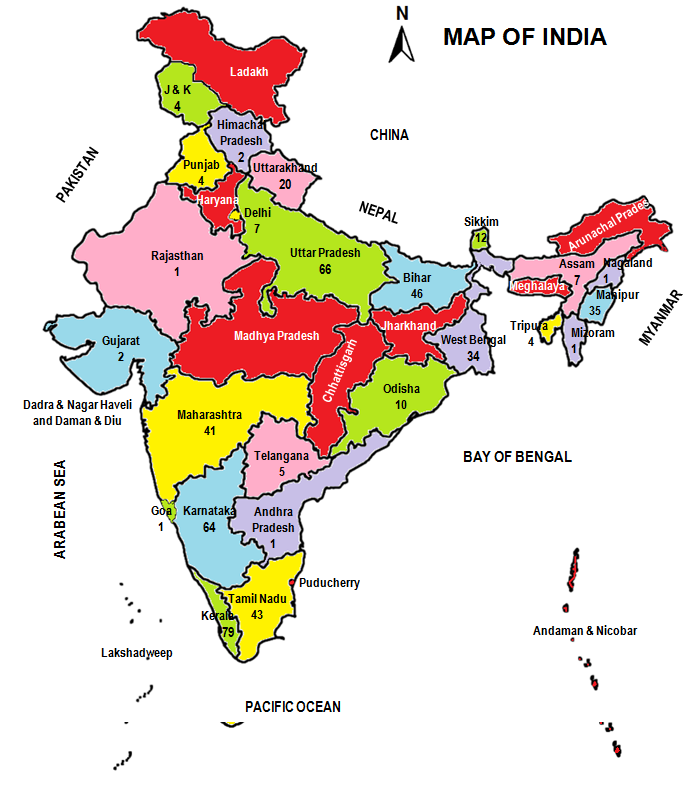 N
MAP OF INDIA
Ladakh
J & K
4
CHINA
Himachal
Pradesh
2
PAKISTAN
Punjab
4
Uttarakhand
20
Haryana
Delhi
7
NEPAL
Sikkim
12
Arunachal Prades
Rajasthan
1
Uttar Pradesh
66
Bihar
46
Assam
7
Nagaland
1
Meghalaya
Manipur
35
MYANMAR
Gujarat
2
Madhya Pradesh
Jharkhand
West Bengal
34
Tripura
4
Mizoram
1
Chhattisgarh
Dadra & Nagar Haveli
and Daman & Diu
Maharashtra
41
Odisha
10
Telangana
5
BAY OF BENGAL
ARABEAN SEA
Goa
1
Karnataka
64
Andhra
Pradesh
1
Puducherry
Tamil Nadu
43
Kerala
79
Andaman & Nicobar
Lakshadweep
PACIFIC OCEAN